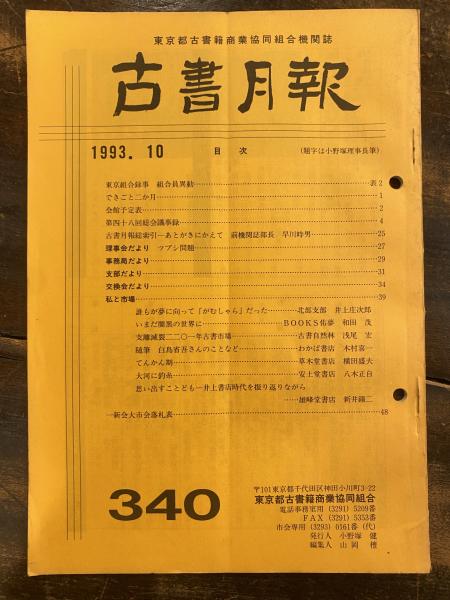 東京都古書籍商業協同組合機関誌
古書月報
1993. 10 目次 (題字は小野塚理事長筆)
東京組合録事 組合員異動……表2
できごと二か月……1
会館予定表……2
第四十八回総会議事録……4
古書月報総索引―あとがきにかえて 前機関誌部長 早川時男……25
理事会だより ツブシ問題……27
事務局だより……29
支部だより……31
交換会だより……34
私と市場……39
誰もが夢に向って「がむしゃら」だった……北部支部 井上庄次郎
いまだ闇黒の世界に……BOOKS佑夢 和田 茂
支離滅裂二二〇一年古書市場……古書自然林 浅尾 宏
随筆 白鳥省吾さんのことなど……わかば書店 木村喜一
てんかん期……草木堂書店 横田盛大
大河に釣糸……安土堂書店 八木正自
思い出すことども―井上書店時代を振り返りながら
……雄峰堂書店 新井鐘二
一新会大市会落札表……48
340
〒101東京都千代田区神田小川町3-22
東京都古書籍商業協同組合
電話事務室用 (3291) 5209番
FAX (3291) 5353番
市会専用 (3293) 0161番 (代)
発行人 小野塚 健
編集人 山岡